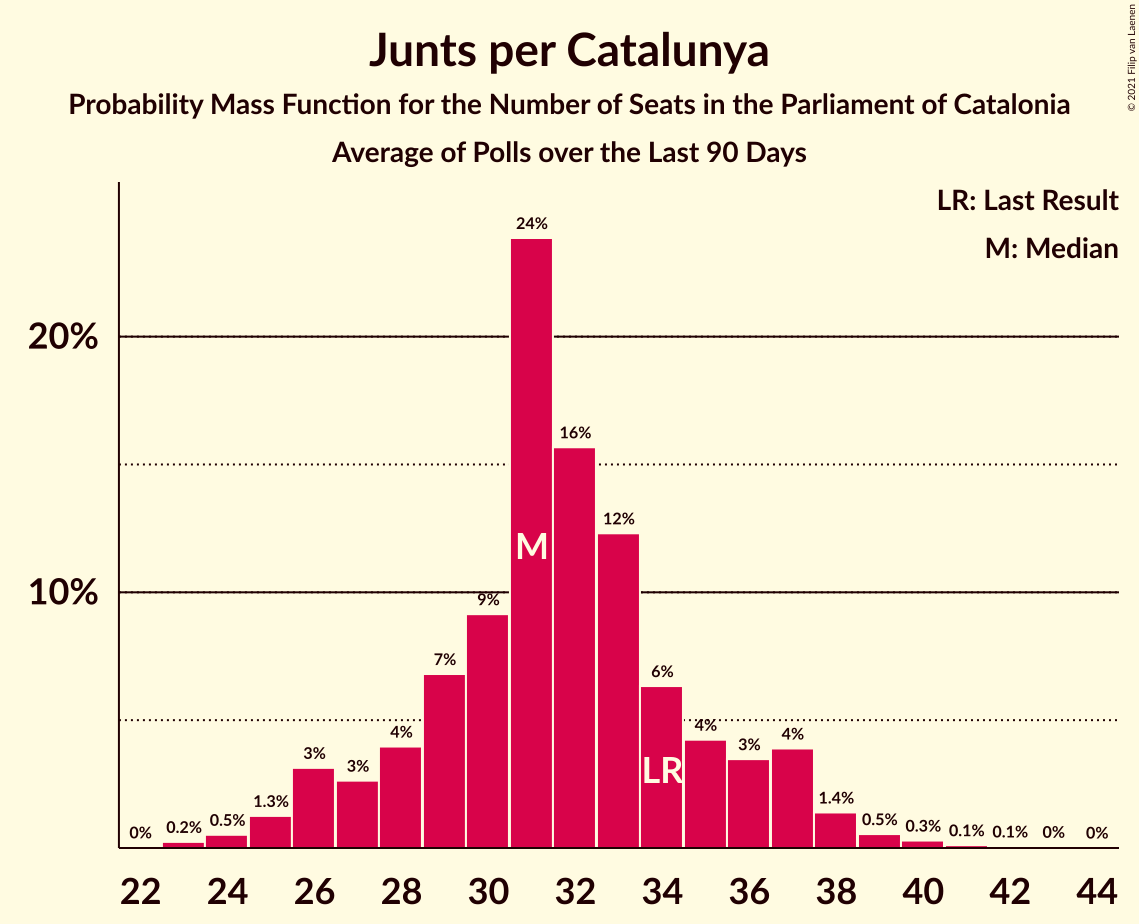 Junts per Catalunya
Probability Mass Function for the Number of Seats in the Parliament of Catalonia
Average of Polls over the Last 90 Days
© 2021 Filip van Laenen
LR: Last Result
M: Median
20%
10%
0%
0.2%
0.5%
1.3%
3%
3%
4%
7%
9%
24%
16%
12%
6%
4%
3%
4%
1.4%
0.5%
0.3%
0.1%
0.1%
0%
0%
M
LR
22 24 26 28 30 32 34 36 38 40 42 44